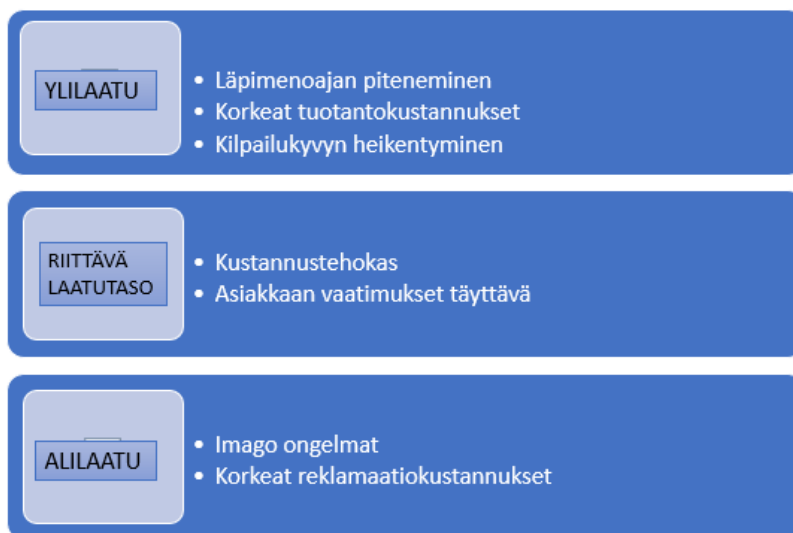 YLILAATU
• Läpimenoajan piteneminen
• Korkeat tuotantokustannukset
• Kilpailukyvyn heikentyminen
RIITTÄVÄ
LAATUTASO
• Kustannustehokas
• Asiakkaan vaatimukset täyttävä
ALILAATU
• Imago ongelmat
• Korkeat reklamaatiokustannukset